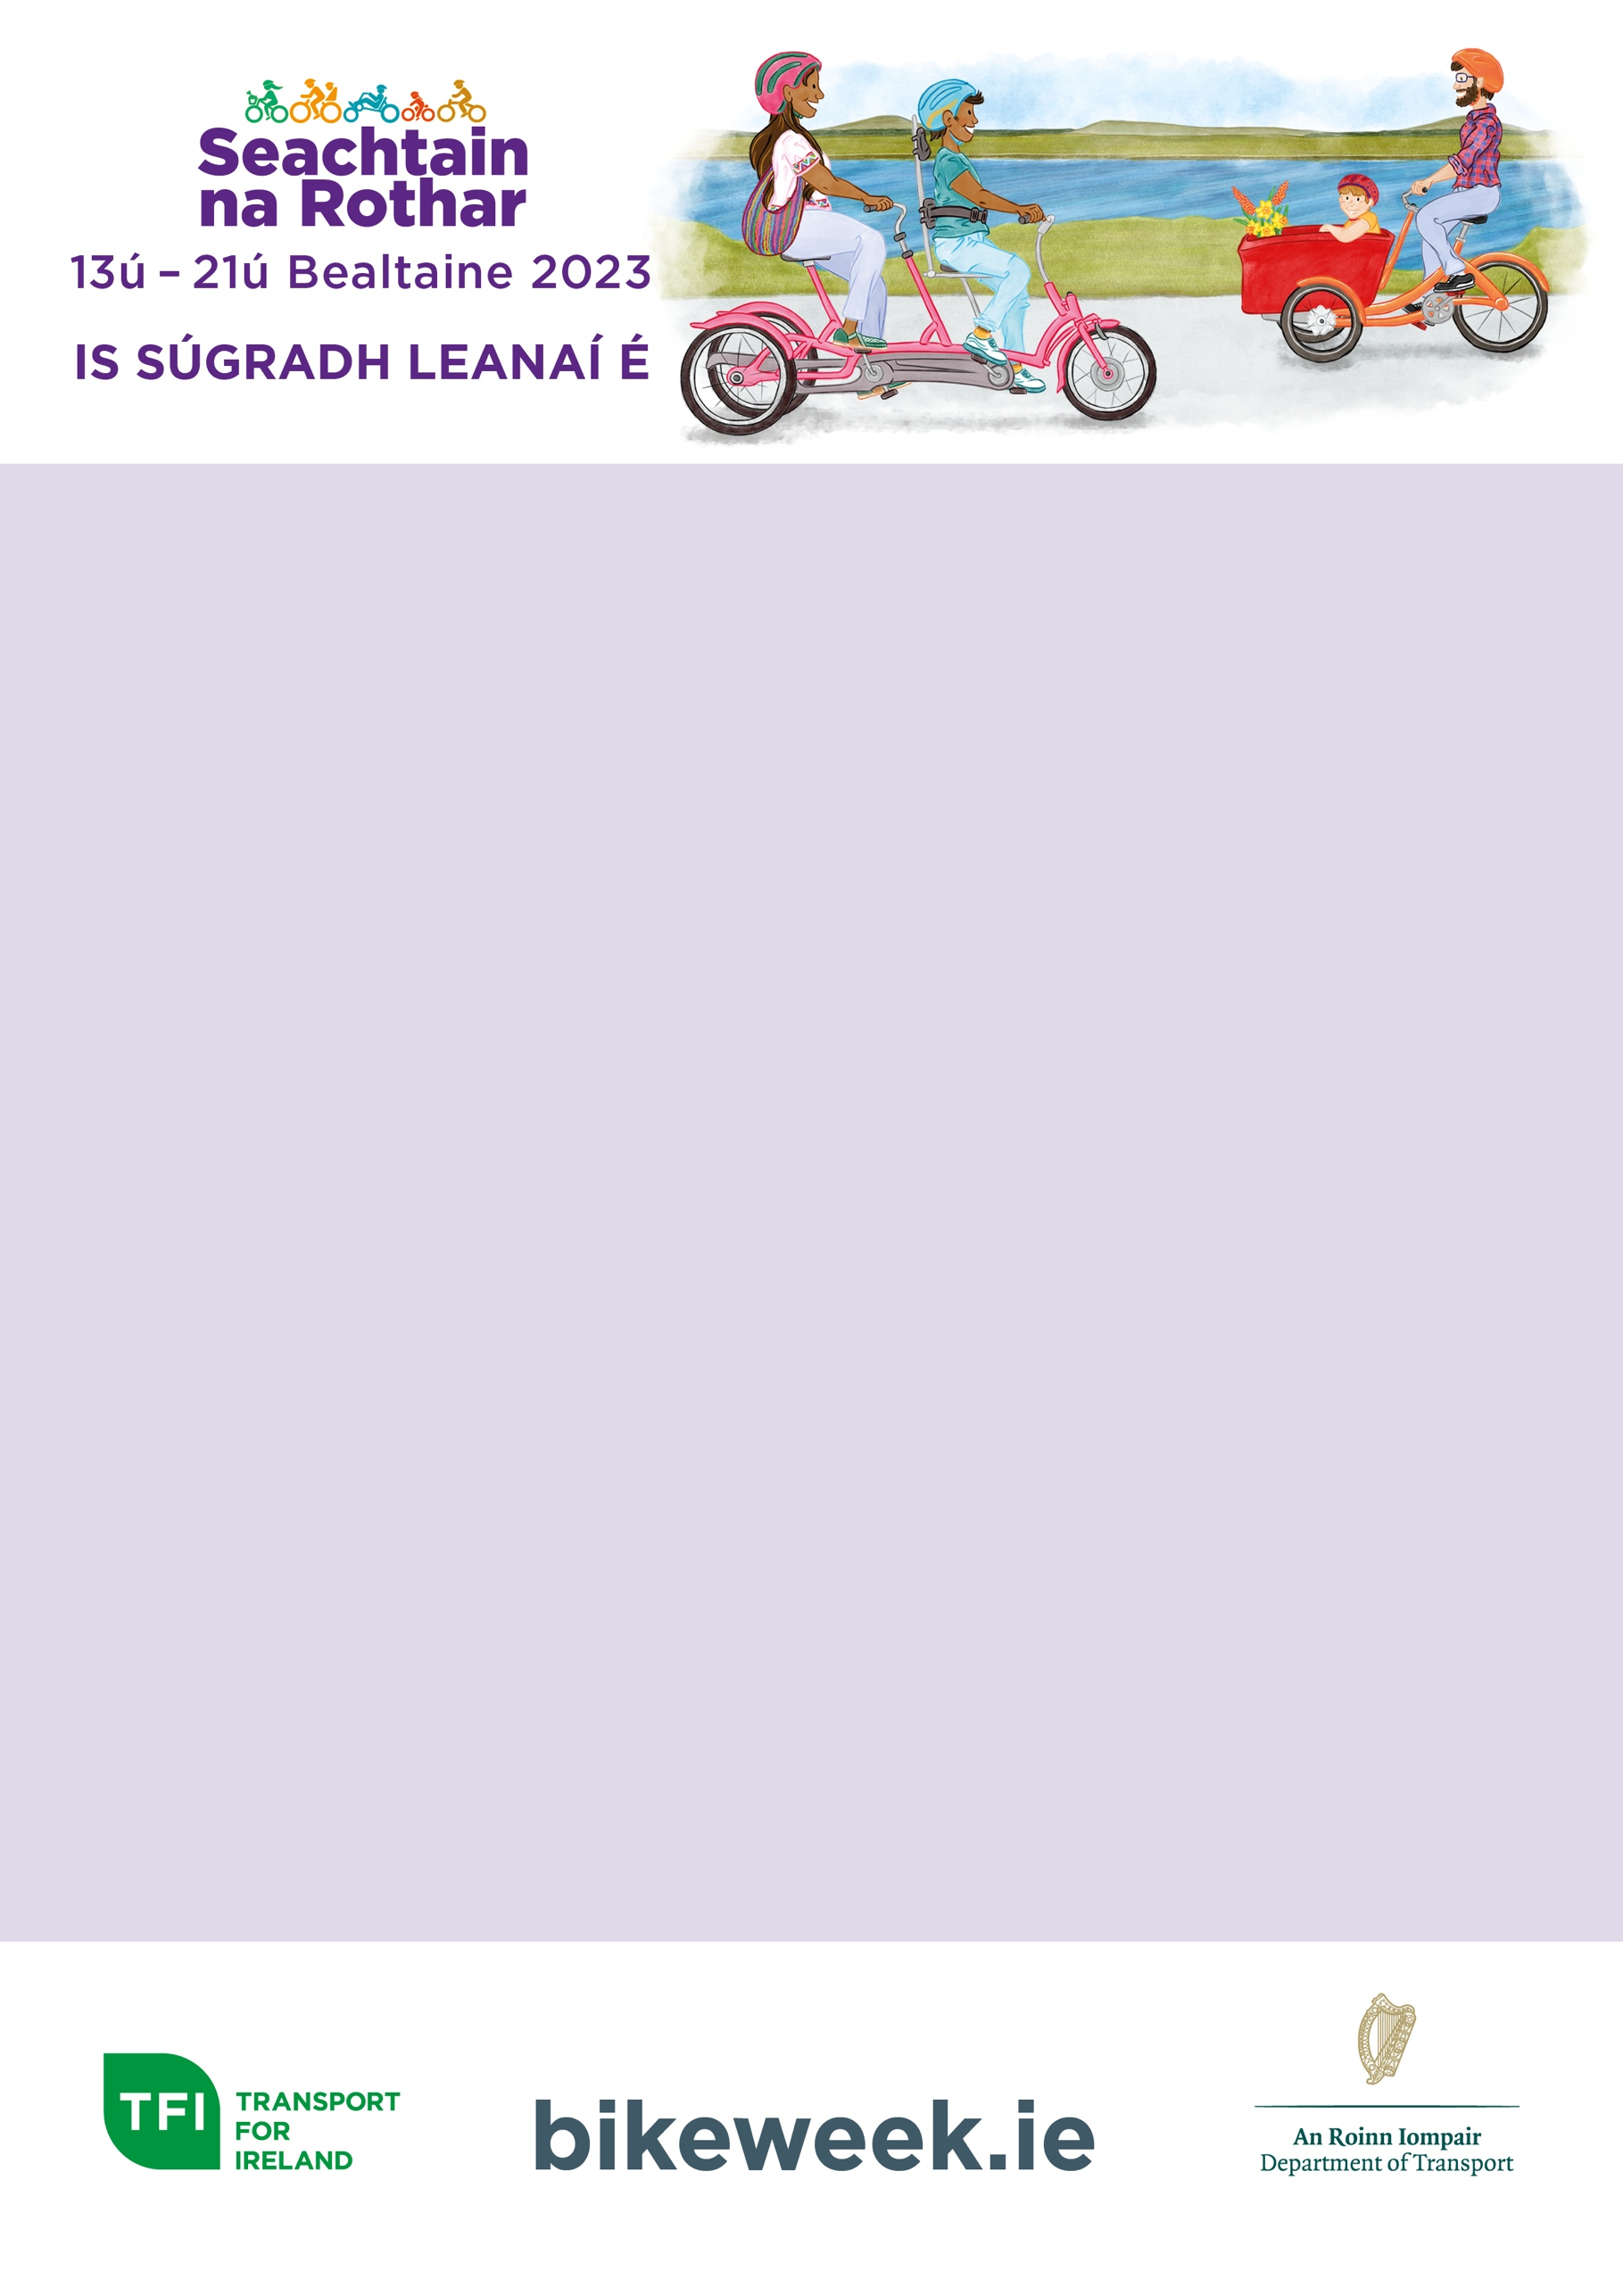 Seachtain
na Rothar
13ú – 21ú Bealtaine 2023
IS SÚGRADH LEANAÍ É
TFI
TRANSPORT
FOR
IRELAND
bikeweek.ie
An Roinn Iompair
Department of Transport